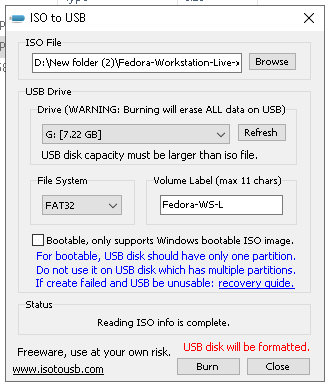 ISO to USB
ISO File
D:\New folder (2)\Fedora-Workstation-Live-x
Browse
USB Drive
Drive (WARNING: Burning will erase ALL data on USB)
G: [7.22 GB]
Refresh
USB disk capacity must be larger than iso file.
File System
Volume Label (max 11 chars)
FAT32
Fedora-WS-L
Bootable, only supports Windows bootable ISO image.
For bootable, USB disk should have only one partition.
Do not use it on USB disk which has multiple partitions.
If create failed and USB be unusable: recovery guide.
Status
Reading ISO info is complete.
USB disk will be formatted.
Freeware, use at your own risk.
www.isotousb.com
Burn
Close